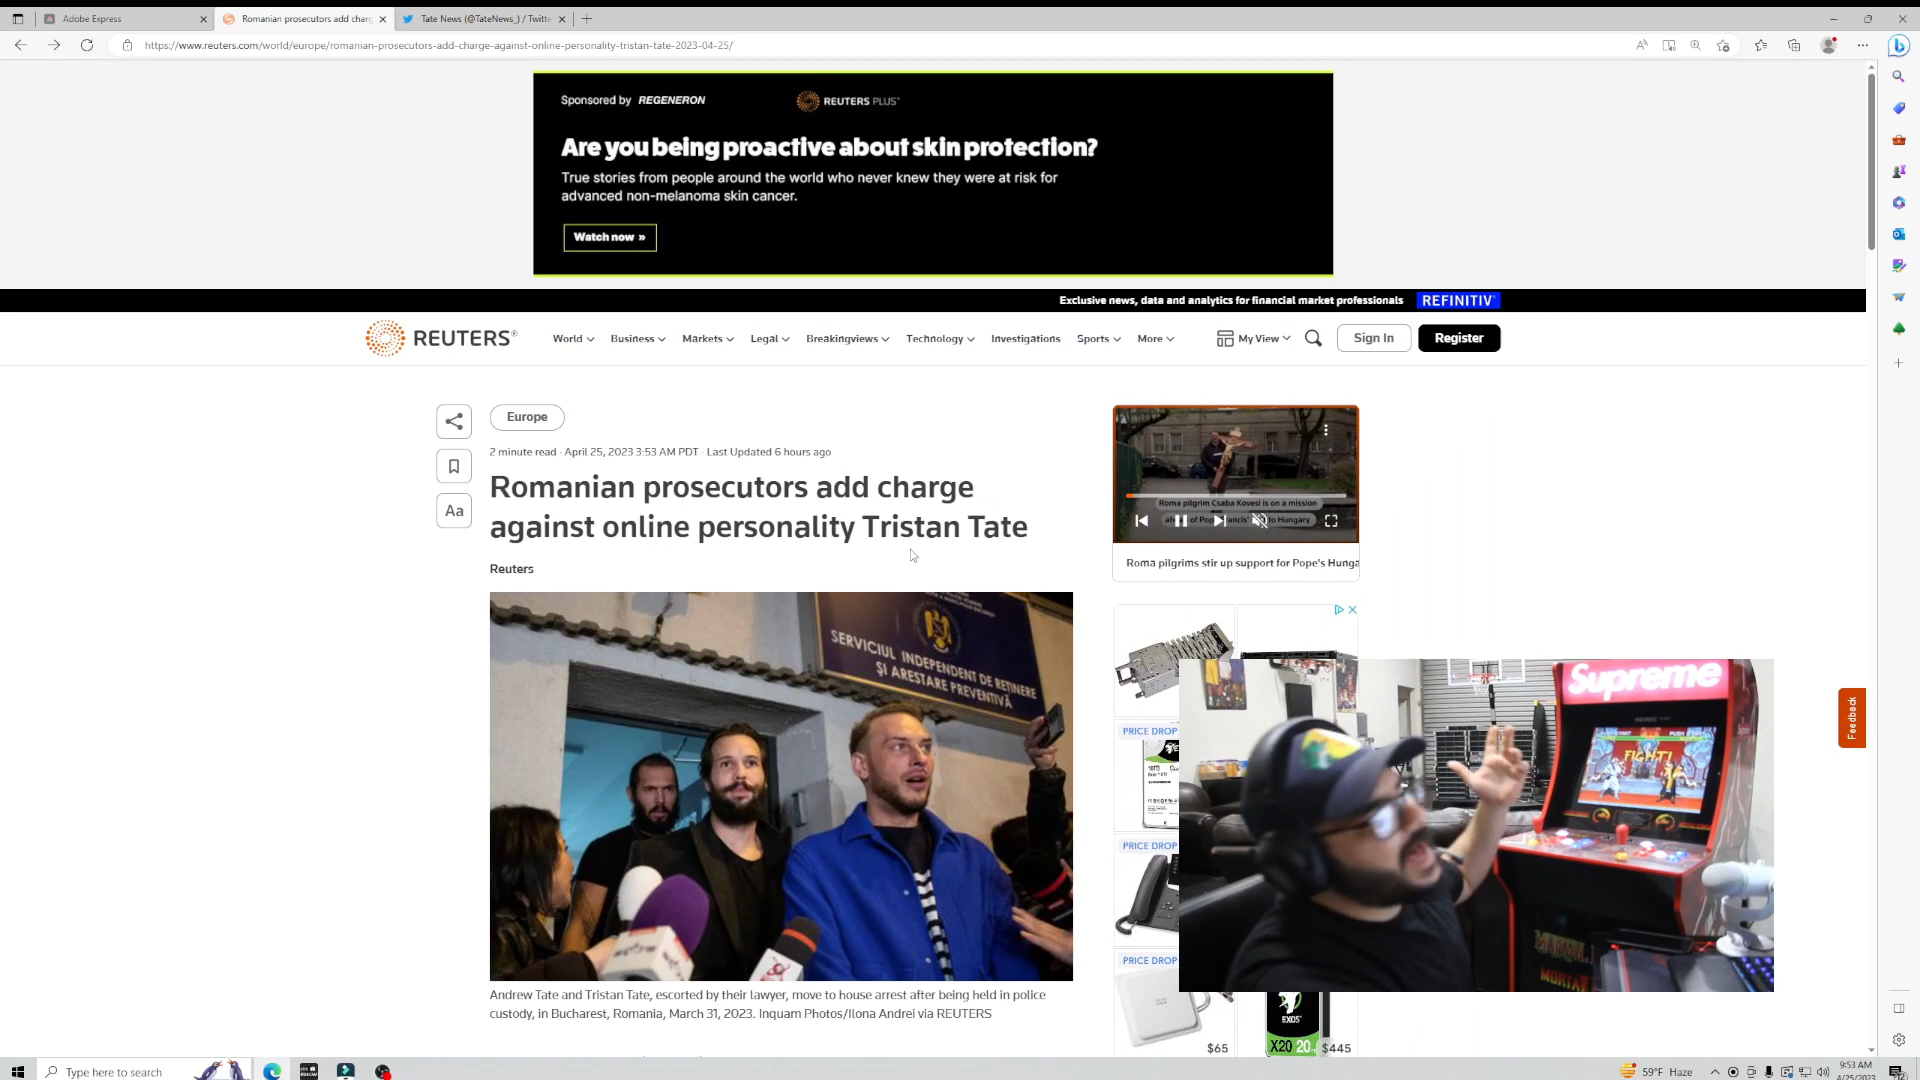 Adobe Express
Romanian prosecutors add charg
Tate News (@TateNews_) / Twitte
https://www.reuters.com/world/europe/romanian-prosecutors-add-charge-against-online-personality-tristan-tate-2023-04-25/
Sponsored by REGENERON
REUTERS PLUS
Are you being proactive about skin protection?
True stories from people around the world who never knew they were at risk for
advanced non-melanoma skin cancer.
Watch now »
Exclusive news, data and analytics for financial market professionals REFINITIV
REUTERS
World
Business
Markets
Legal
Breakingviews
Technology
Investigations
Sports
More
My View
Sign In
Register
Europe
2 minute read · April 25, 2023 3:53 AM PDT · Last Updated 6 hours ago
Aa
Romanian prosecutors add charge
against online personality Tristan Tate
Reuters
Roma pilgrim Csaba Kovesi is on a mission
Roma pilgrims stir up support for Pope's Hunga
SERVICIUL INDEPENDENT DE REȚINERE
ȘI ARESTARE PREVENTIVĂ
Supreme
FIGHT!
PRICE DROP
PRICE DROP
PRICE DROP
MORTAL
EXOS
X20 20
$65
$445
Feedback
Andrew Tate and Tristan Tate, escorted by their lawyer, move to house arrest after being held in police
custody, in Bucharest, Romania, March 31, 2023. Inquam Photos/Ilona Andrei via REUTERS
Type here to search
59°F Haze
9:53 AM
4/25/2023